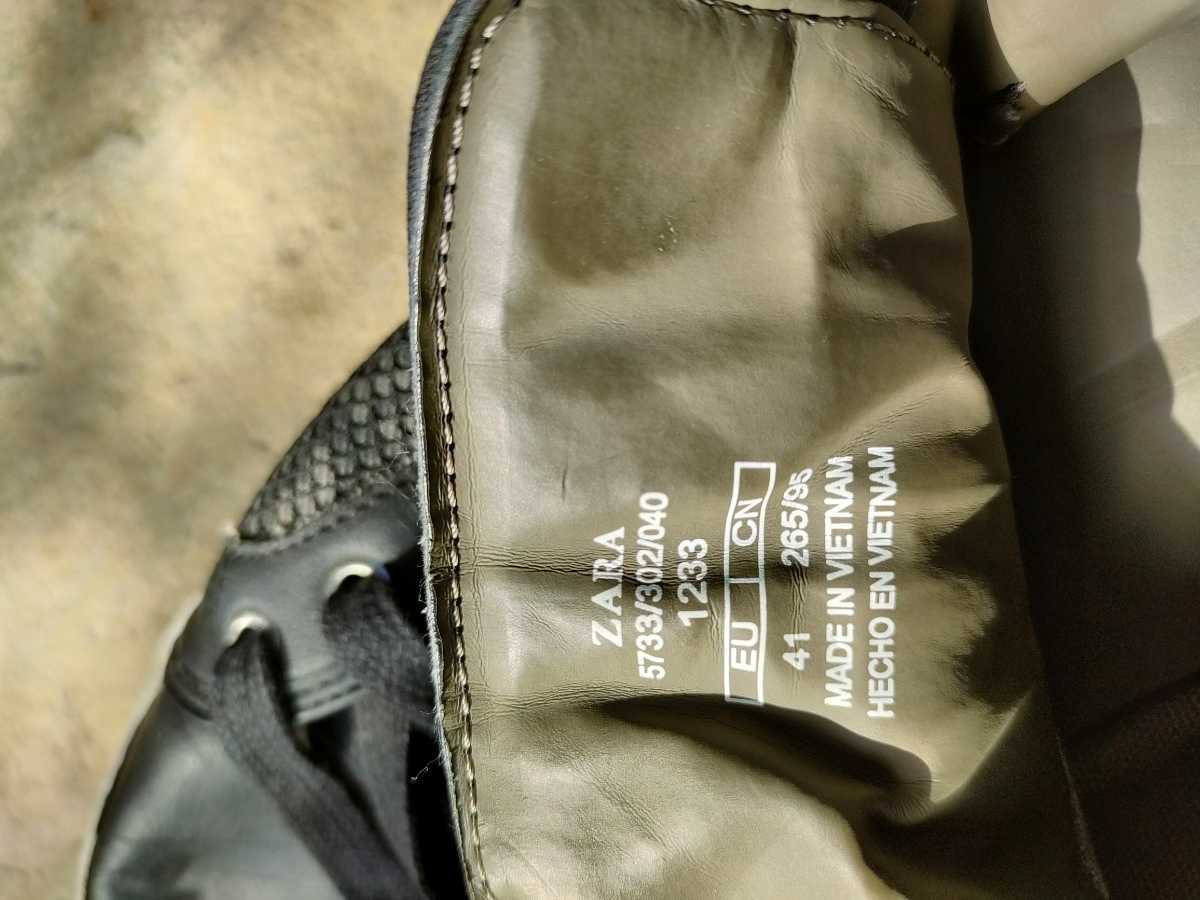 ZARA
5733/302/040
1233
EU CN
41 265/95
MADE IN VIETNAM
HECHO EN VIETNAM